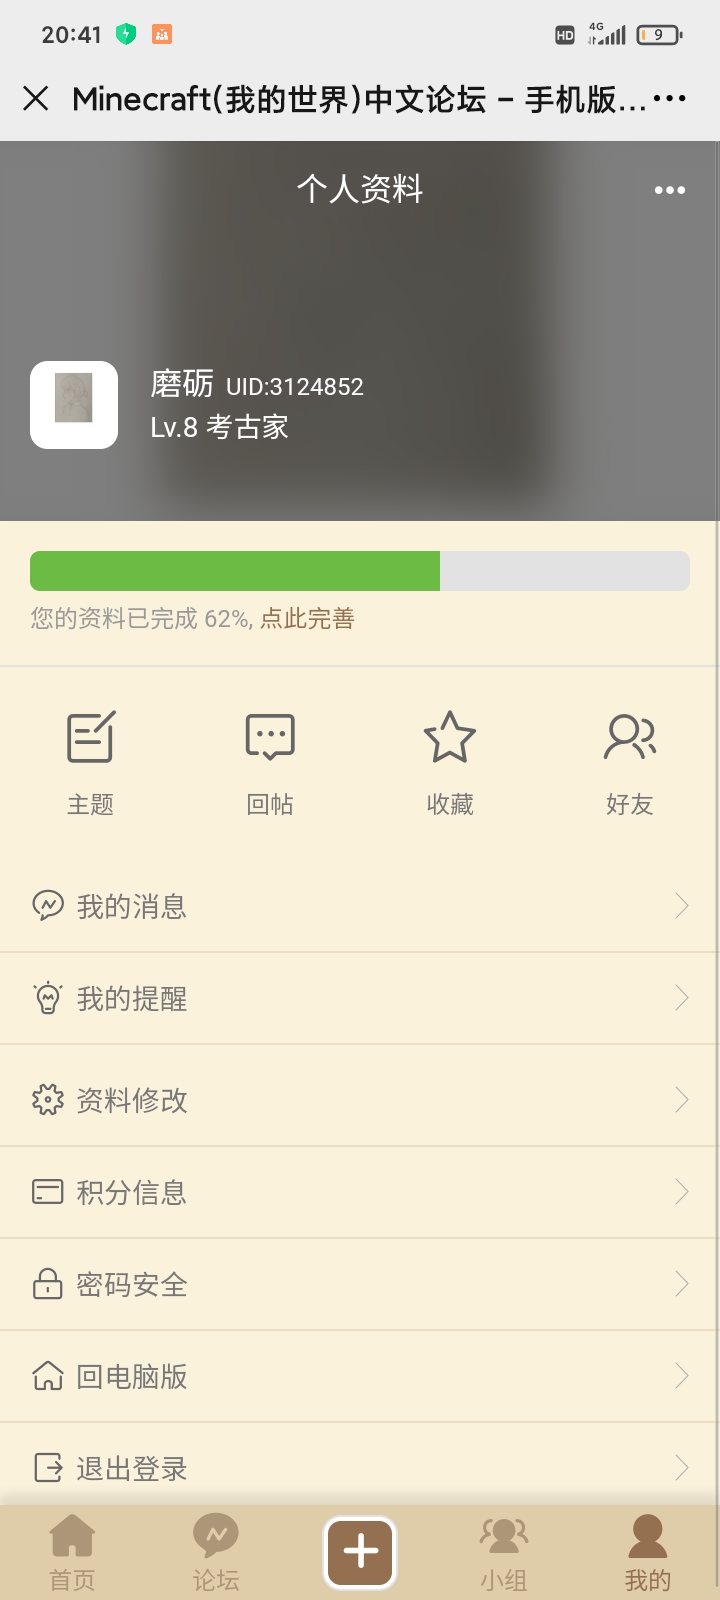 20:41
HD 4G 9
Minecraft(我的世界)中文论坛 - 手机版...
个人资料
磨砺 UID:3124852
Lv.8 考古家
您的资料已完成 62%, 点此完善
主题 回帖 收藏 好友
我的消息
我的提醒
资料修改
积分信息
密码安全
回电脑版
退出登录
首页 论坛 小组 我的